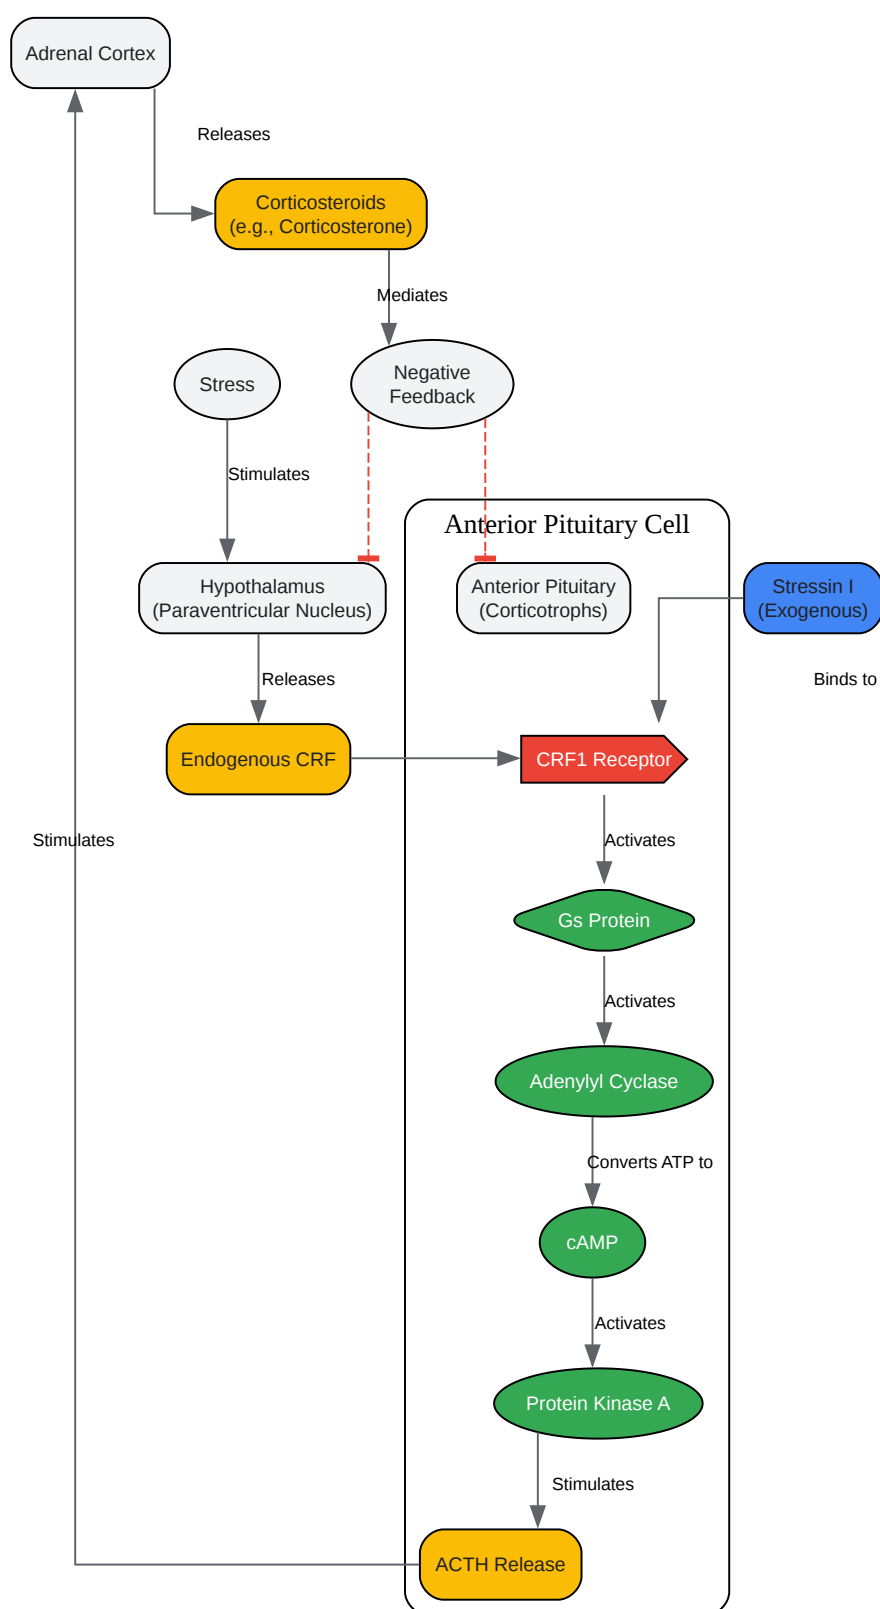 Adrenal Cortex
Releases
Corticosteroids
(e.g., Corticosterone)
Mediates
Stress
Negative
Feedback
Stimulates
Anterior Pituitary Cell
Hypothalamus
(Paraventricular Nucleus)
Anterior Pituitary
(Corticotrophs)
Stressin I
(Exogenous)
Releases
Binds to
Endogenous CRF
CRF1 Receptor
Stimulates
Activates
Gs Protein
Activates
Adenylyl Cyclase
Converts ATP to
cAMP
Activates
Protein Kinase A
Stimulates
ACTH Release